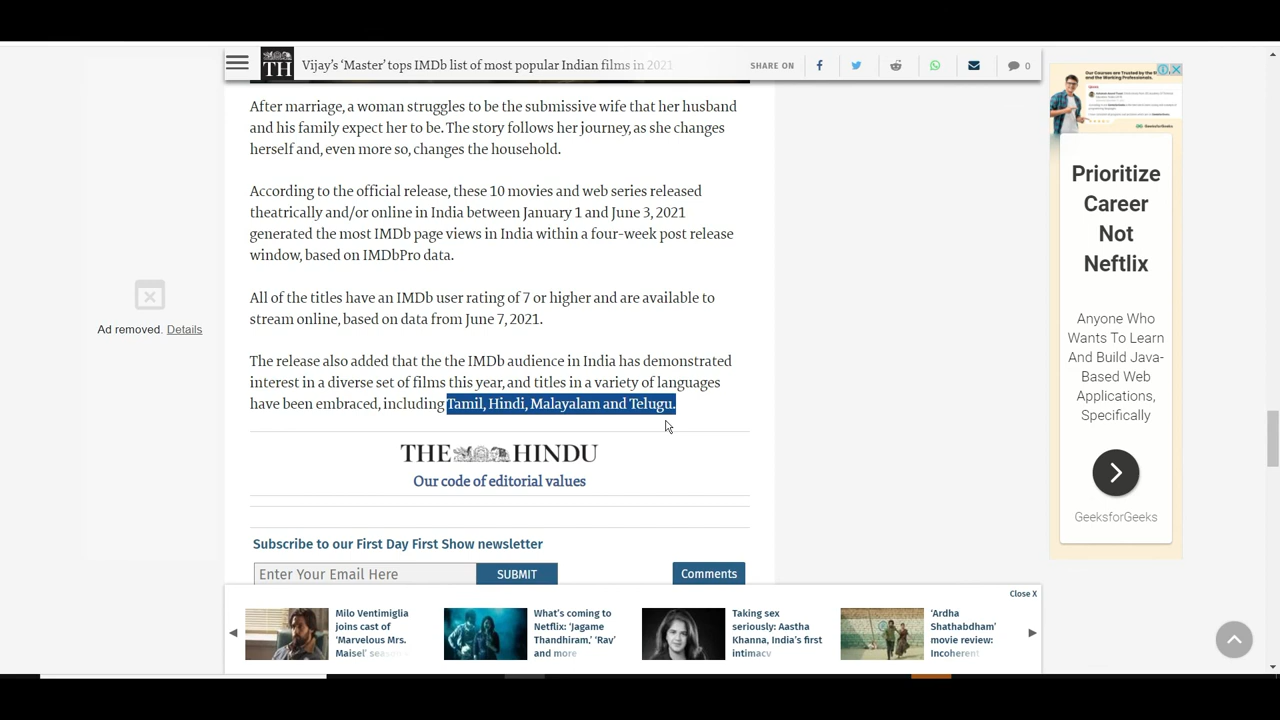 TH Vijay's 'Master' tops IMDb list of most popular Indian films in 2021 SHARE ON 0
After marriage, a woman struggles to be the submissive wife that her husband
and his family expect her to be. The story follows her journey, as she changes
herself and, even more so, changes the household.
According to the official release, these 10 movies and web series released
theatrically and/or online in India between January 1 and June 3, 2021
generated the most IMDb page views in India within a four-week post release
window, based on IMDbPro data.
All of the titles have an IMDb user rating of 7 or higher and are available to
stream online, based on data from June 7, 2021.
The release also added that the the IMDb audience in India has demonstrated
interest in a diverse set of films this year, and titles in a variety of languages
have been embraced, including Tamil, Hindi, Malayalam and Telugu.
THE HINDU
Our code of editorial values
Subscribe to our First Day First Show newsletter
Enter Your Email Here SUBMIT Comments
Ad removed. Details
Prioritize
Career
Not
Neftlix
Anyone Who
Wants To Learn
And Build Java-
Based Web
Applications,
Specifically
GeeksforGeeks
Close X
Milo Ventimiglia
joins cast of
'Marvelous Mrs.
Maisel' season
What's coming to
Netflix: 'Jagame
Thandhiram,' 'Ray'
and more
Taking sex
seriously: Aastha
Khanna, India's first
intimacy
'Ardha
Shathabdham'
movie review:
Incoherent